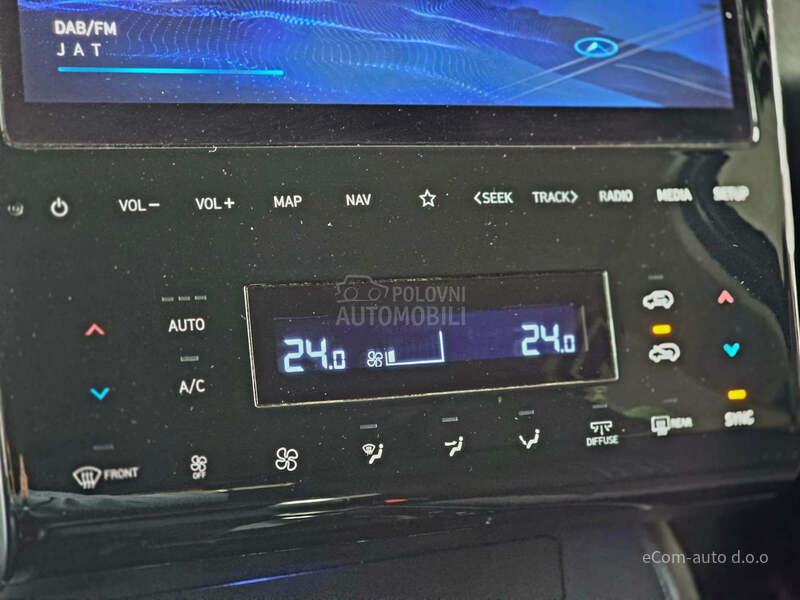 DAB/FM
JAT
VOL- VOL+ MAP NAV <SEEK TRACK> RADIO MEDIA SETUP
POLOVNI
AUTOMOBILI
AUTO
24.0 24.0
A/C
SYNC
FRONT OFF DIFFUSE REAR
eCom-auto d.o.o